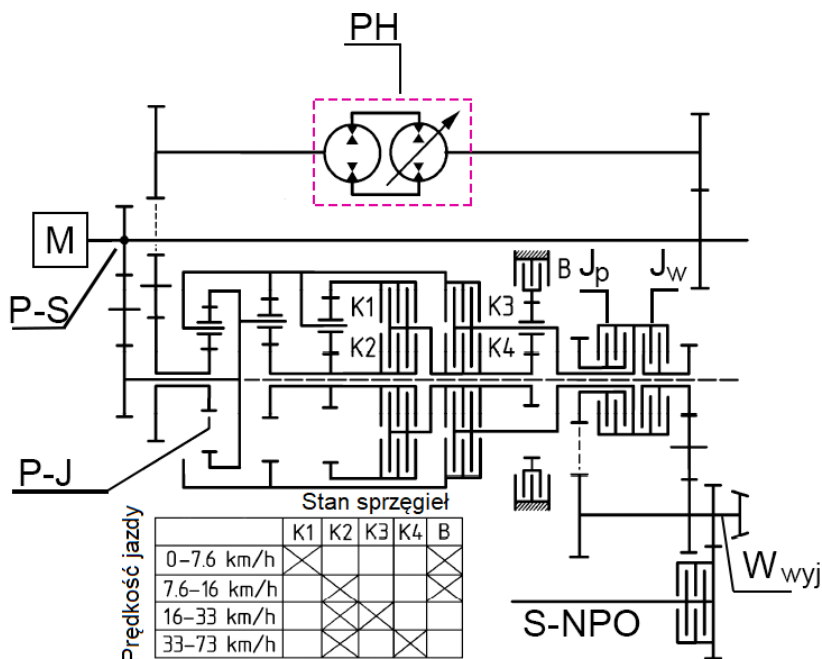 PH
M
B
Jp
Jw
P-S
K1
K3
K2
K4
P-J
Stan sprzęgieł
Prędkość jazdy
K1 K2 K3 K4 B
0–7.6 km/h
7.6–16 km/h
16–33 km/h
33–73 km/h
Wwyj
S-NPO